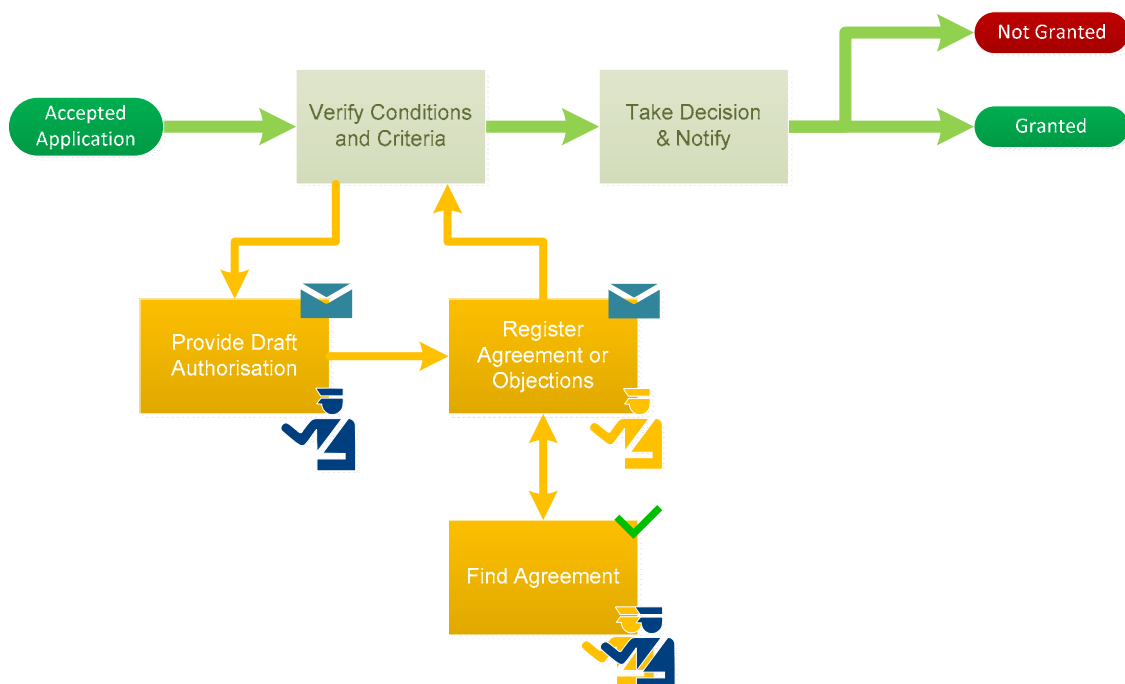 Not Granted
Accepted
Application
Verify Conditions
and Criteria
Take Decision
& Notify
Granted
Provide Draft
Authorisation
Register
Agreement or
Objections
Find Agreement